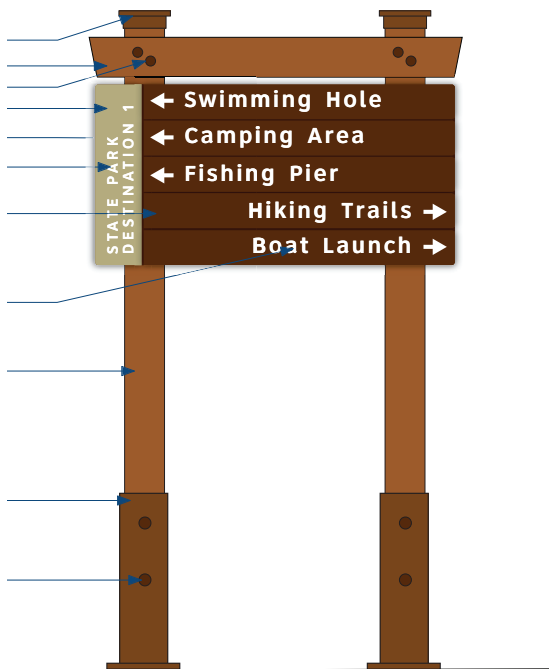 STATE PARK
DESTINATION 1
Swimming Hole
Camping Area
Fishing Pier
Hiking Trails
Boat Launch